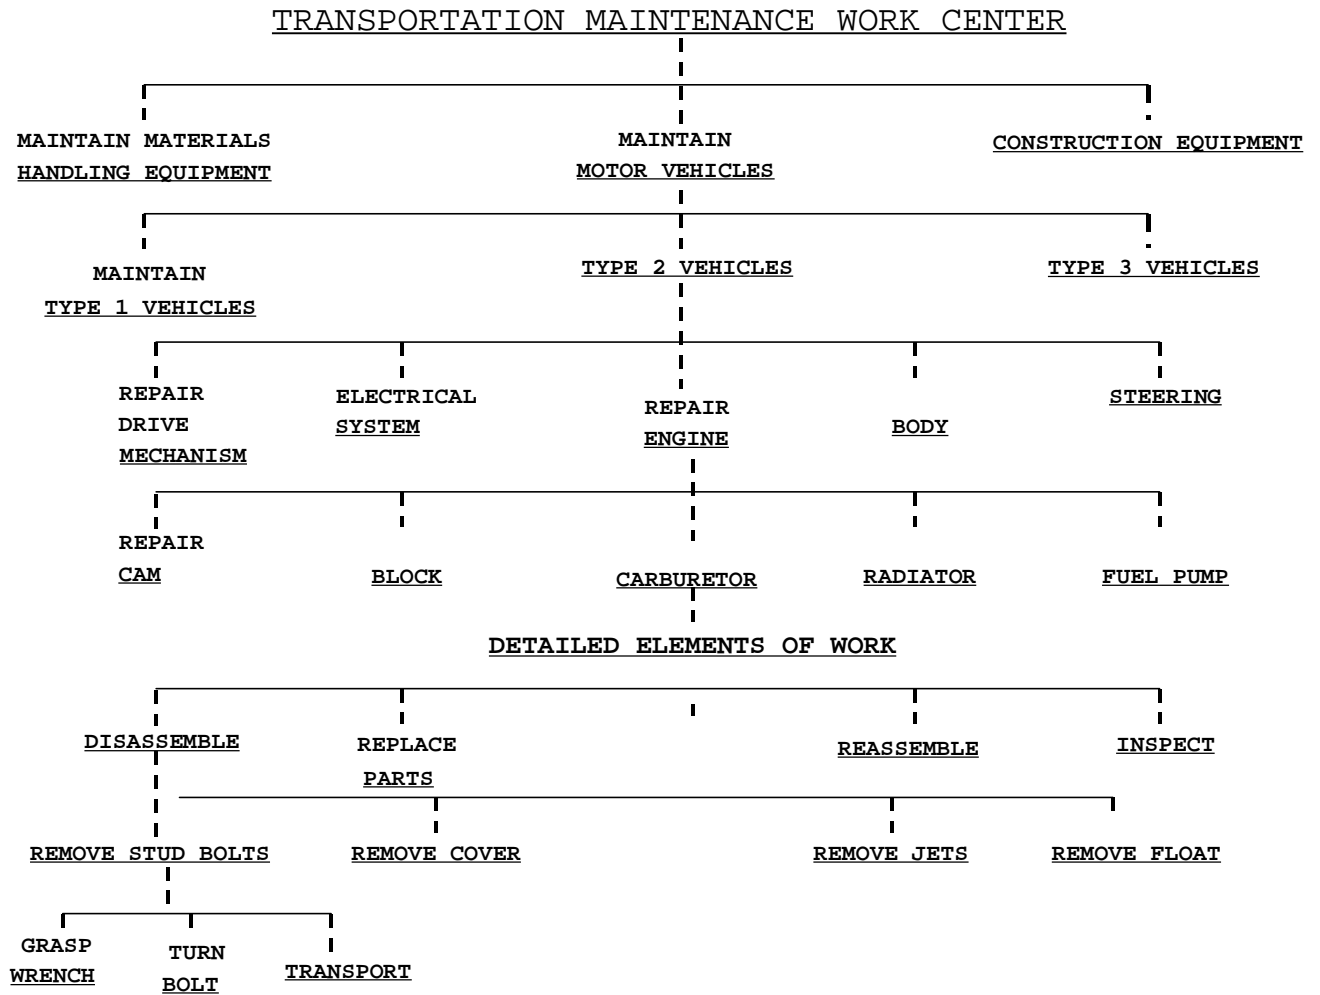 TRANSPORTATION MAINTENANCE WORK CENTER
MAINTAIN MATERIALS
HANDLING EQUIPMENT
MAINTAIN
MOTOR VEHICLES
CONSTRUCTION EQUIPMENT
MAINTAIN
TYPE 1 VEHICLES
TYPE 2 VEHICLES
TYPE 3 VEHICLES
REPAIR
DRIVE
MECHANISM
ELECTRICAL
SYSTEM
REPAIR
ENGINE
BODY
STEERING
REPAIR
CAM
BLOCK
CARBURETOR
RADIATOR
FUEL PUMP
DETAILED ELEMENTS OF WORK
DISASSEMBLE
REPLACE
PARTS
REASSEMBLE
INSPECT
REMOVE STUD BOLTS
REMOVE COVER
REMOVE JETS
REMOVE FLOAT
GRASP
WRENCH
TURN
BOLT
TRANSPORT